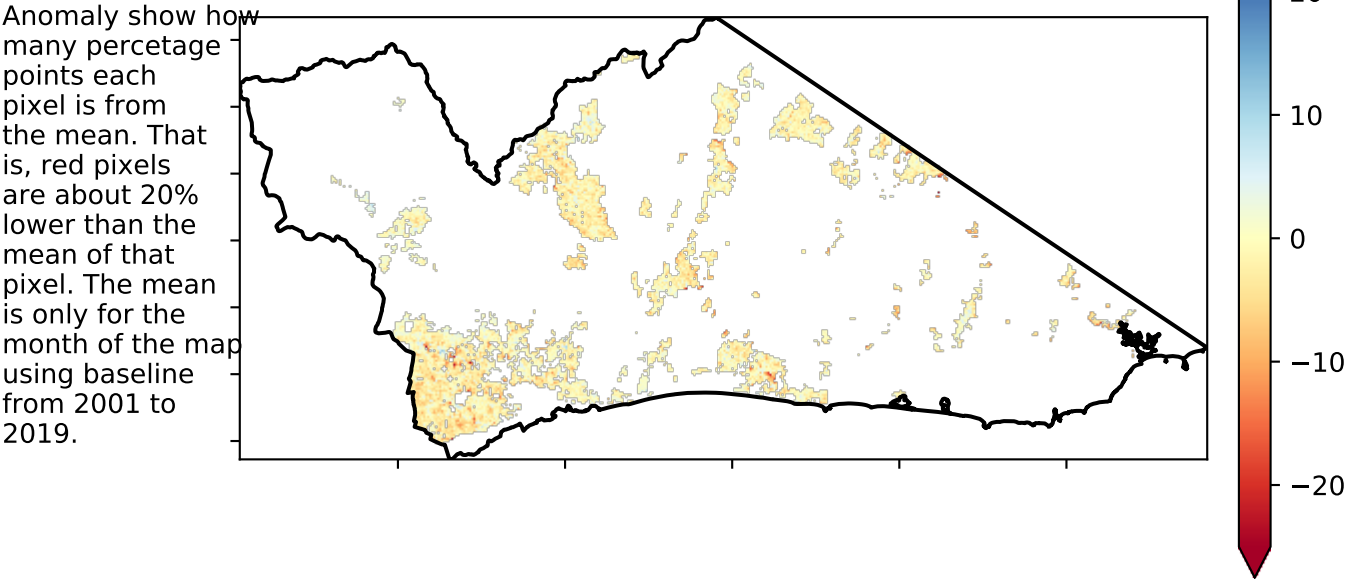 Anomaly show how
many percetage
points each
pixel is from
the mean. That
is, red pixels
are about 20%
lower than the
mean of that
pixel. The mean
is only for the
month of the map
using baseline
from 2001 to
2019.
10
0
−10
−20